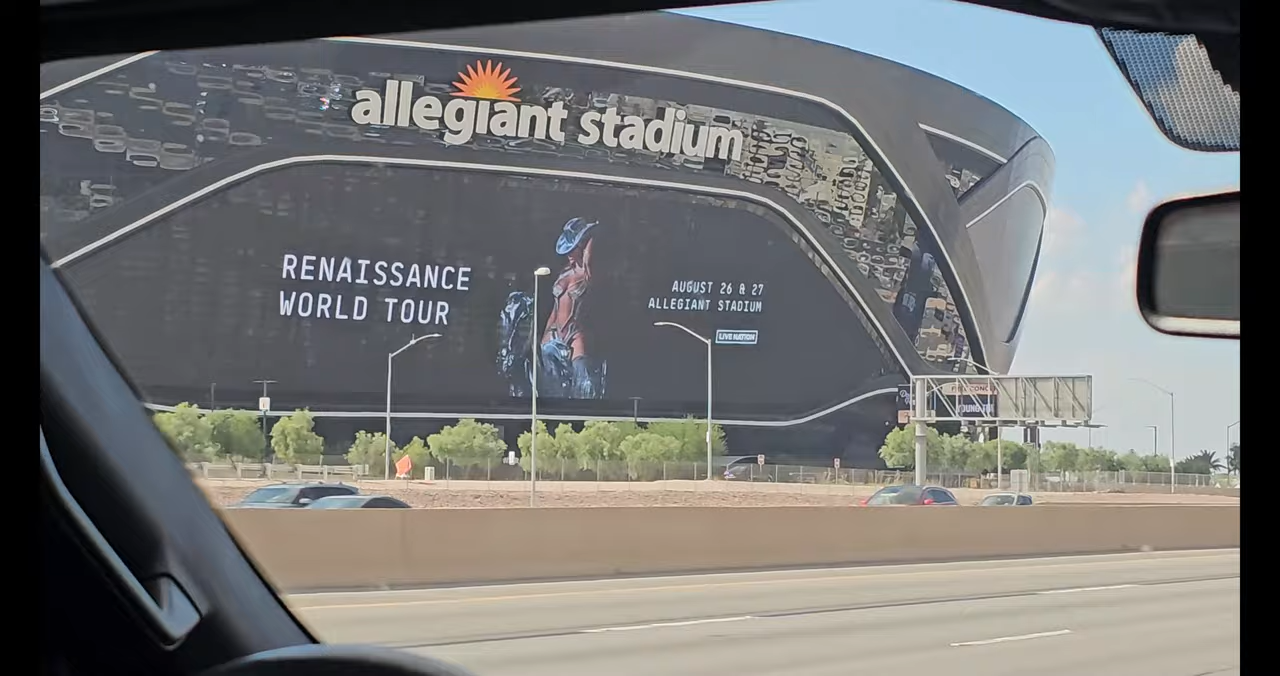 allegiant stadium
RENAISSANCE
WORLD TOUR
AUGUST 26 & 27
ALLEGIANT STADIUM
LIVE NATION